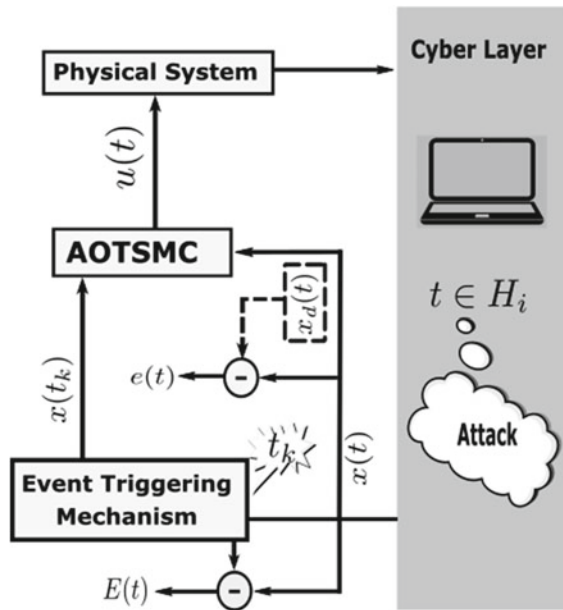 Physical System
Cyber Layer
u(t)
AOTSMC
x_d(t)
t ∈ H_i
e(t)
-
x(t_k)
t_k
x(t)
Attack
Event Triggering
Mechanism
E(t)
-